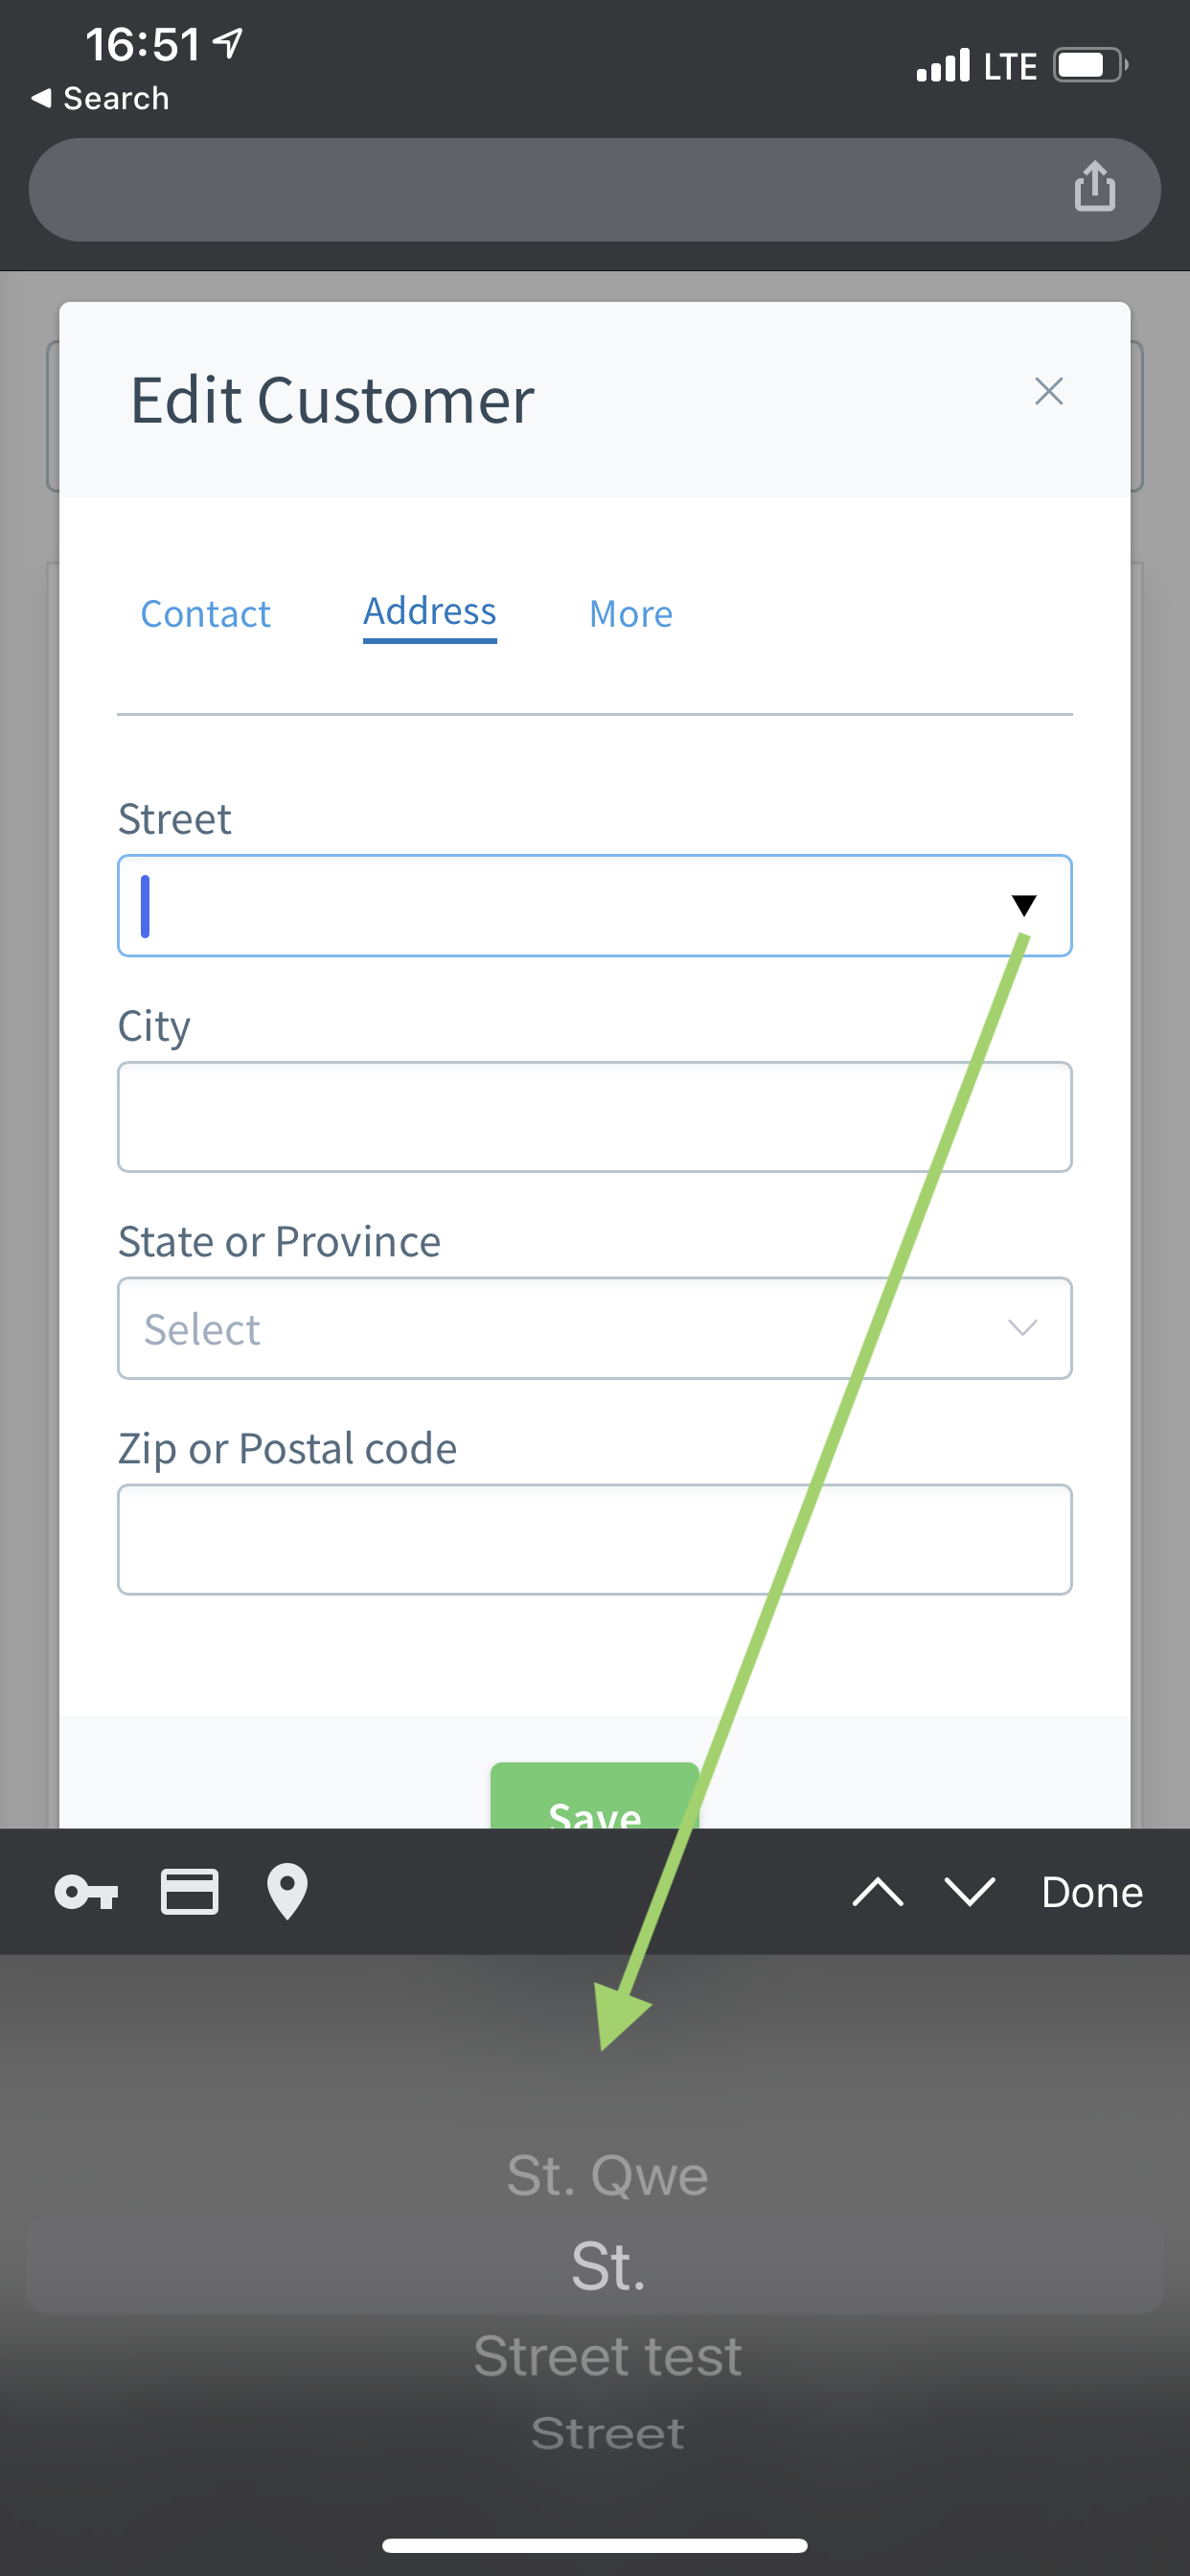 16:51
LTE
Search
Edit Customer
Contact Address More
Street
City
State or Province
Select
Zip or Postal code
Save
Done
St. Qwe
St.
Street test
Street